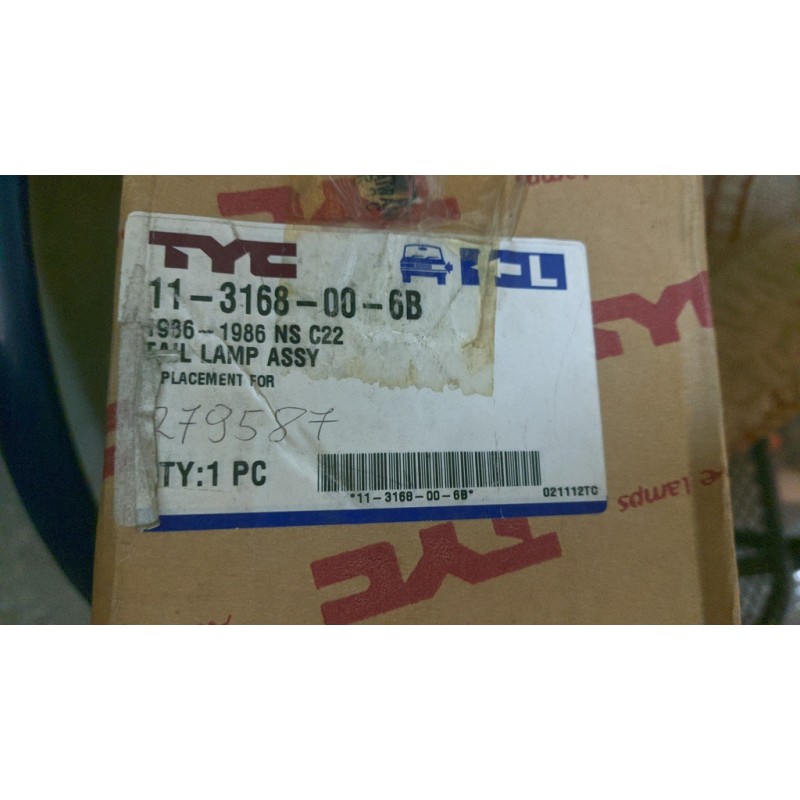 TYC
11-3168-00-6B
1986-1986 NS C22
TAIL LAMP ASSY
PLACEMENT FOR
279587
TY:1 PC
*11-3168-00-6B*
021112TC
TYC
e lamps
TYC